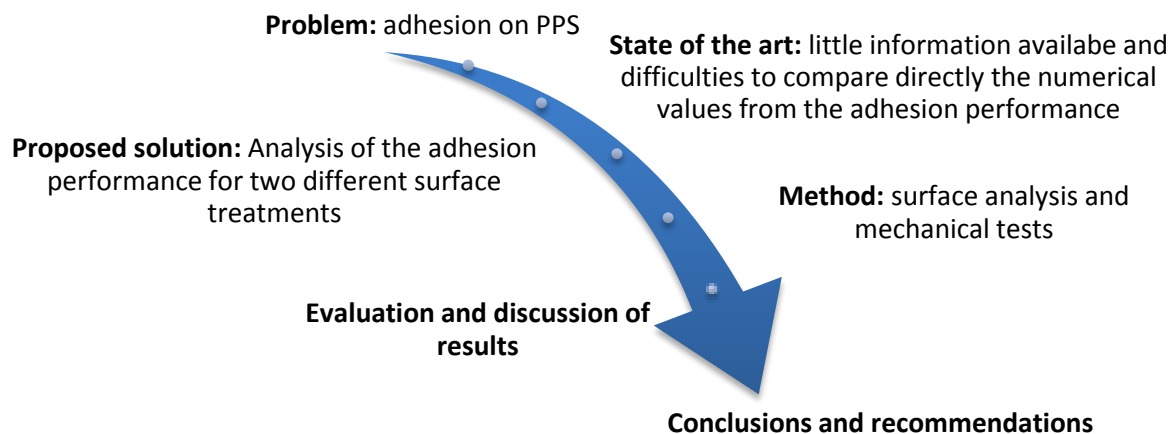 Problem: adhesion on PPS
State of the art: little information availabe and
difficulties to compare directly the numerical
values from the adhesion performance
Proposed solution: Analysis of the adhesion
performance for two different surface
treatments
Method: surface analysis and
mechanical tests
Evaluation and discussion of
results
Conclusions and recommendations